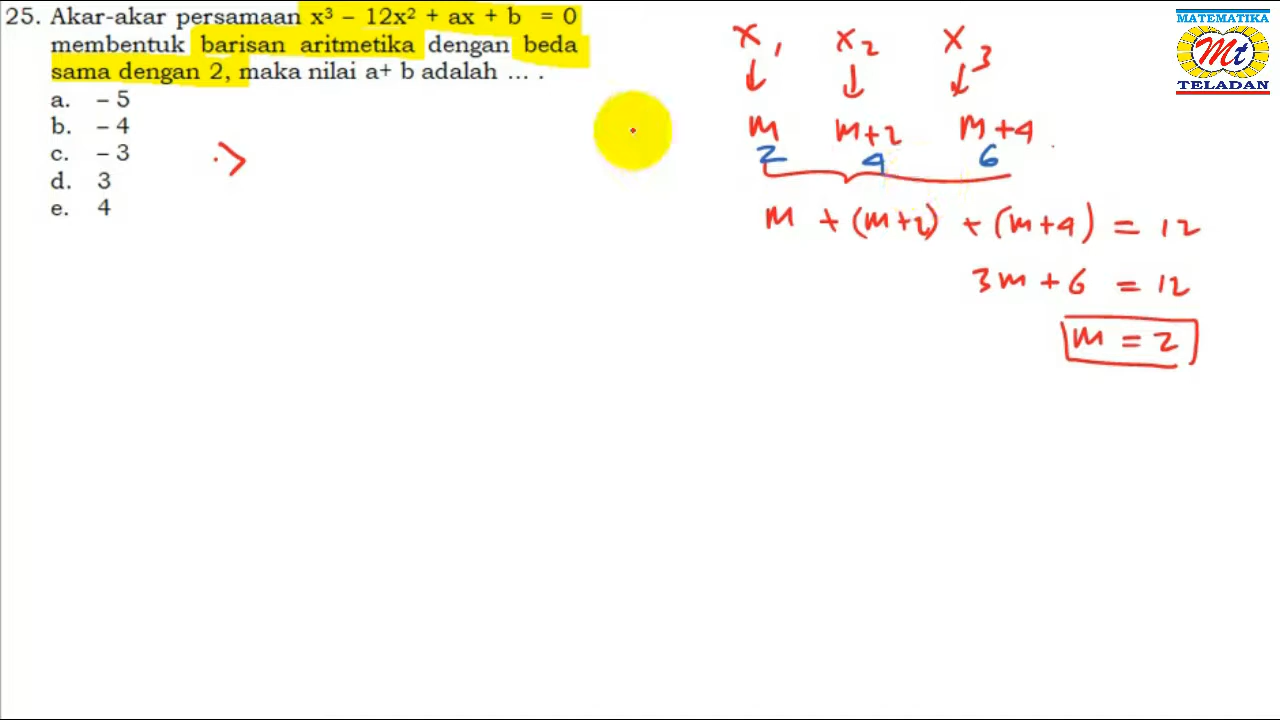 25. Akar-akar persamaan x³ – 12x² + ax + b = 0
membentuk barisan aritmetika dengan beda
sama dengan 2, maka nilai a+ b adalah ... .
a. – 5
b. – 4
c. – 3
d. 3
e. 4
x₁ x₂ x₃
↓ ↓ ↓
m m+2 m+4
2 4 6
m + (m+2) + (m+4) = 12
3m + 6 = 12
m = 2
MATEMATIKA
Mt
TELADAN